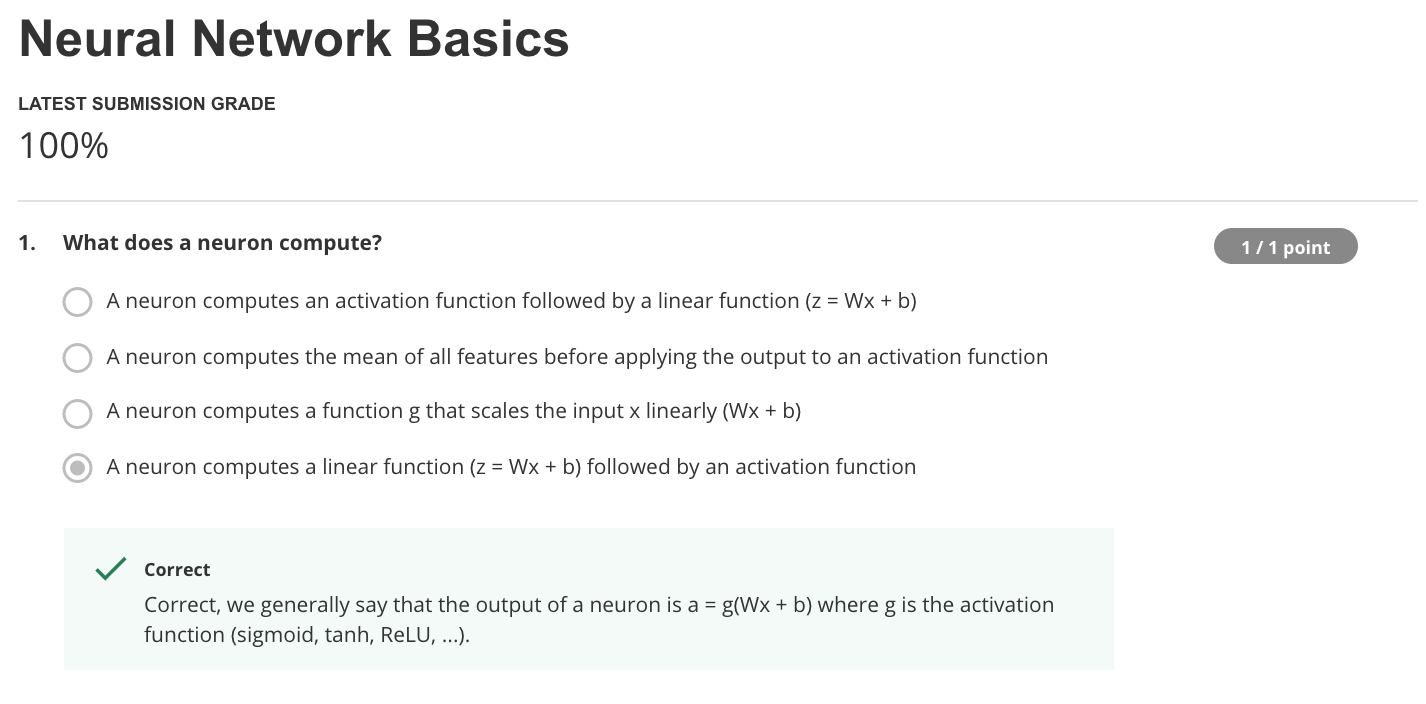 Neural Network Basics
LATEST SUBMISSION GRADE
100%
1. What does a neuron compute?
1 / 1 point
A neuron computes an activation function followed by a linear function (z = Wx + b)
A neuron computes the mean of all features before applying the output to an activation function
A neuron computes a function g that scales the input x linearly (Wx + b)
A neuron computes a linear function (z = Wx + b) followed by an activation function
Correct
Correct, we generally say that the output of a neuron is a = g(Wx + b) where g is the activation
function (sigmoid, tanh, ReLU, ...).